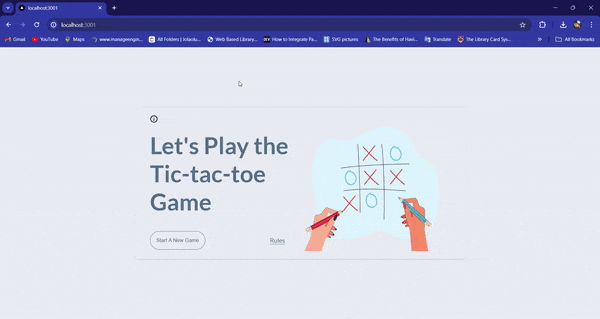 localhost:3001
localhost:3001
Gmail YouTube Maps www.manageengin... All Folders | Iolaolu... Web Based Library... How to Integrate Pa... SVG pictures The Benefits of Havi... Translate The Library Card Sys... All Bookmarks
Let's Play the
Tic-tac-toe
Game
X O
O X X
X O
Start A New Game
Rules